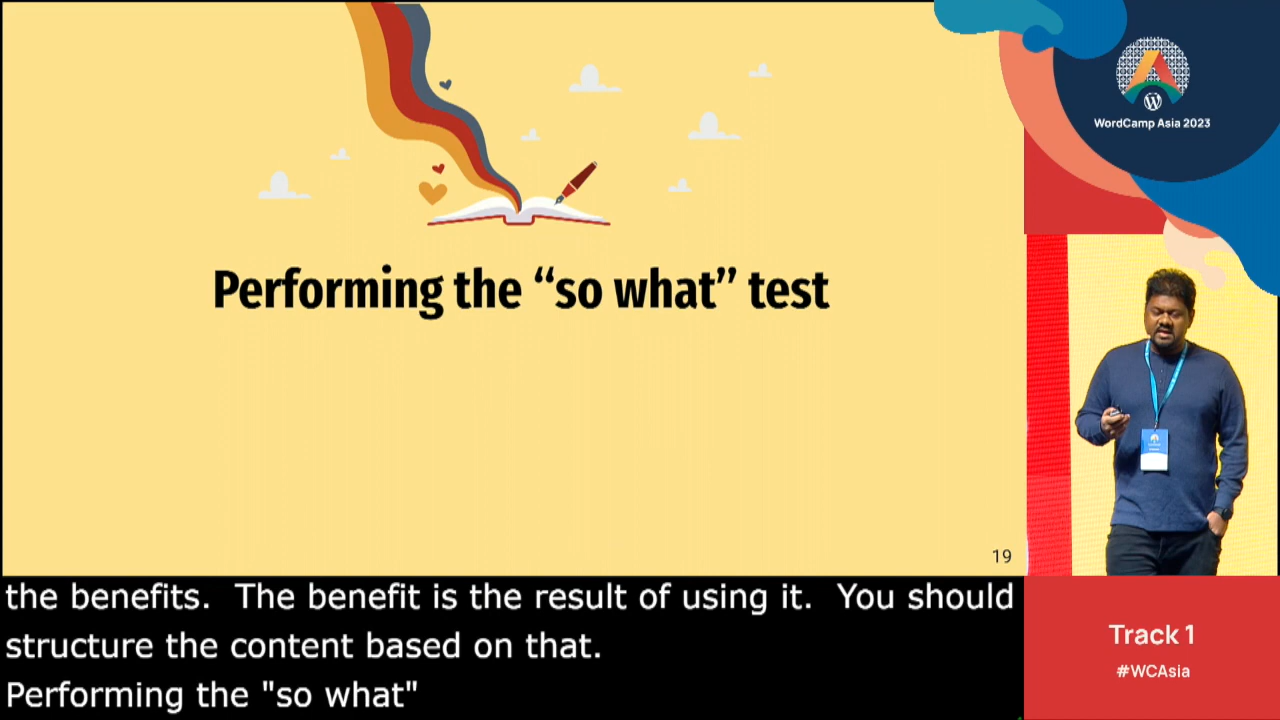 Performing the “so what” test
19
WordCamp Asia 2023
the benefits.  The benefit is the result of using it.  You should
structure the content based on that.
Performing the "so what"
Track 1
#WCAsia